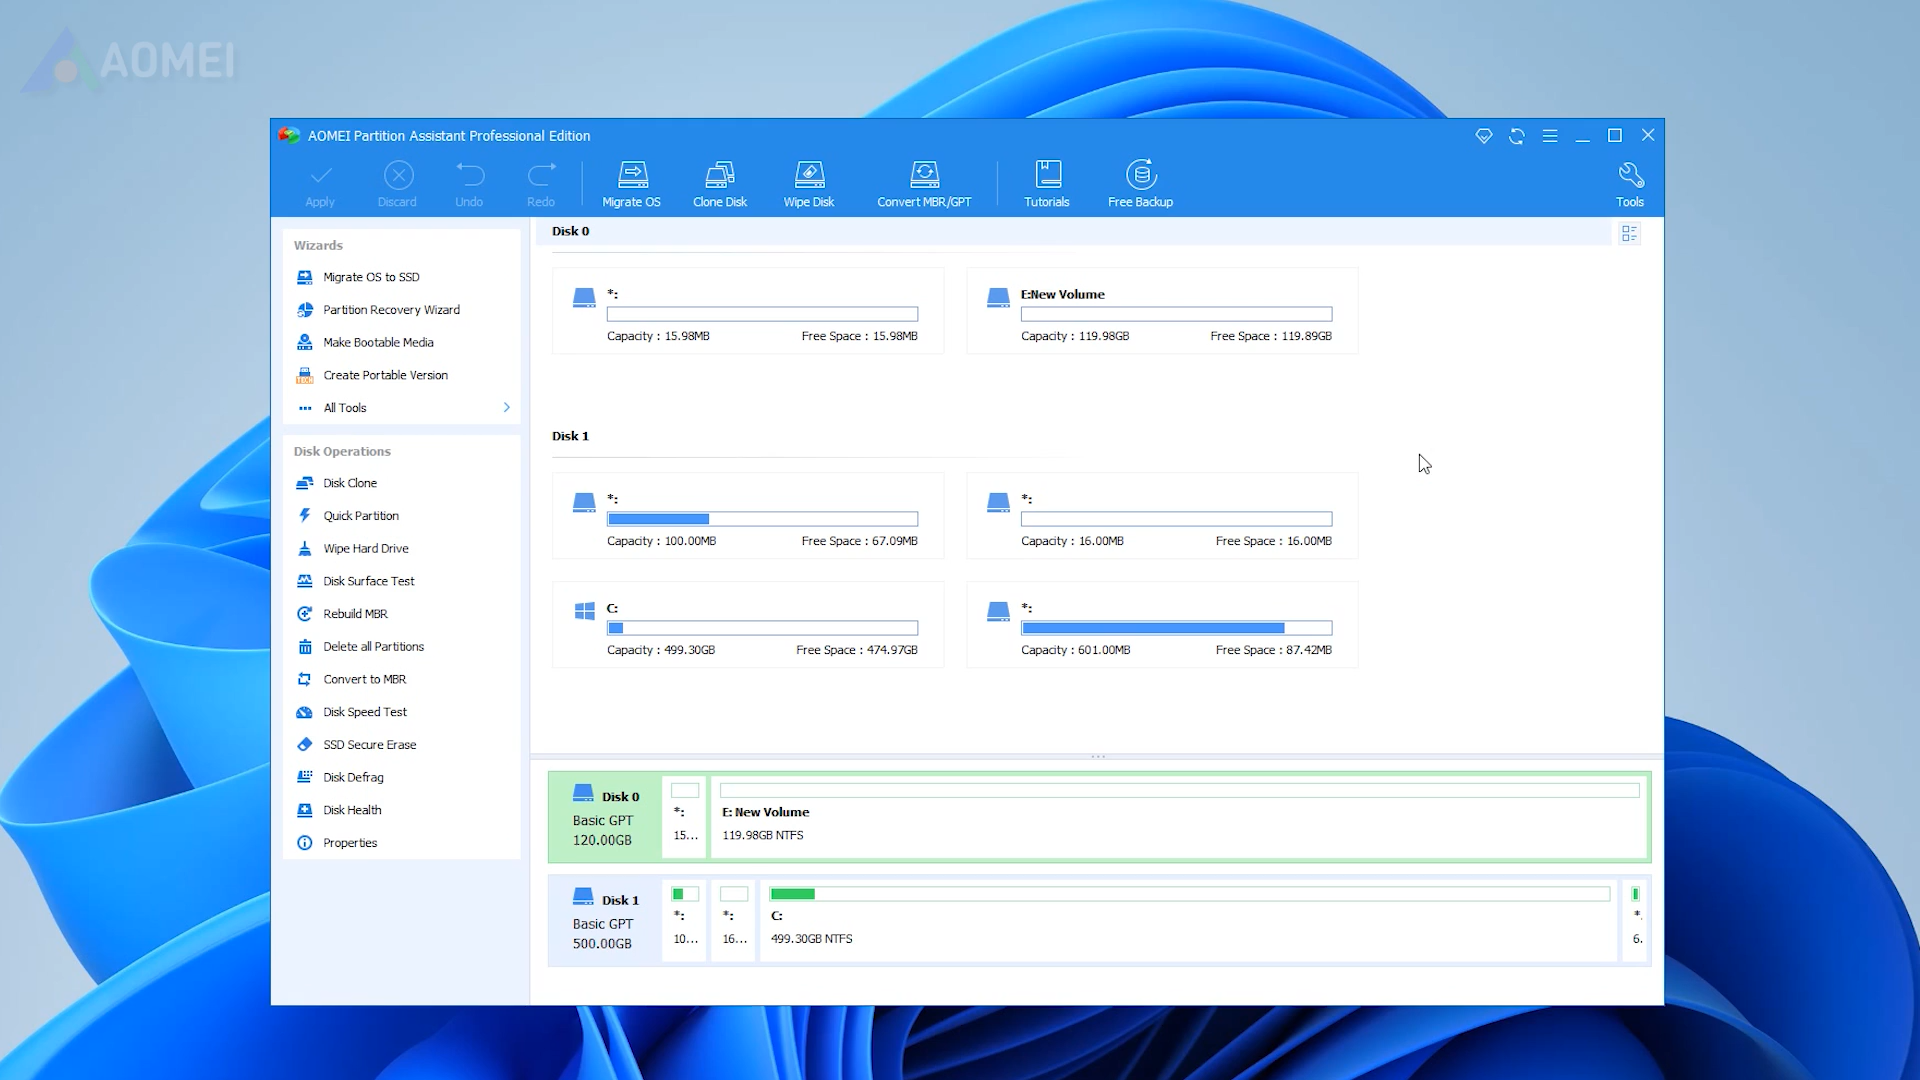 AOMEI
AOMEI Partition Assistant Professional Edition
Apply
Discard
Undo
Redo
Migrate OS
Clone Disk
Wipe Disk
Convert MBR/GPT
Tutorials
Free Backup
Tools
Wizards
Migrate OS to SSD
Partition Recovery Wizard
Make Bootable Media
TECH
Create Portable Version
All Tools
Disk Operations
Disk Clone
Quick Partition
Wipe Hard Drive
Disk Surface Test
Rebuild MBR
Delete all Partitions
Convert to MBR
Disk Speed Test
SSD Secure Erase
Disk Defrag
Disk Health
Properties
Disk 0
*:
Capacity : 15.98MB Free Space : 15.98MB
E:New Volume
Capacity : 119.98GB Free Space : 119.89GB
Disk 1
*:
Capacity : 100.00MB Free Space : 67.09MB
*:
Capacity : 16.00MB Free Space : 16.00MB
C:
Capacity : 499.30GB Free Space : 474.97GB
*:
Capacity : 601.00MB Free Space : 87.42MB
Disk 0
Basic GPT
120.00GB
*:
15...
E: New Volume
119.98GB NTFS
Disk 1
Basic GPT
500.00GB
*:
10...
*:
16...
C:
499.30GB NTFS
*.
6.